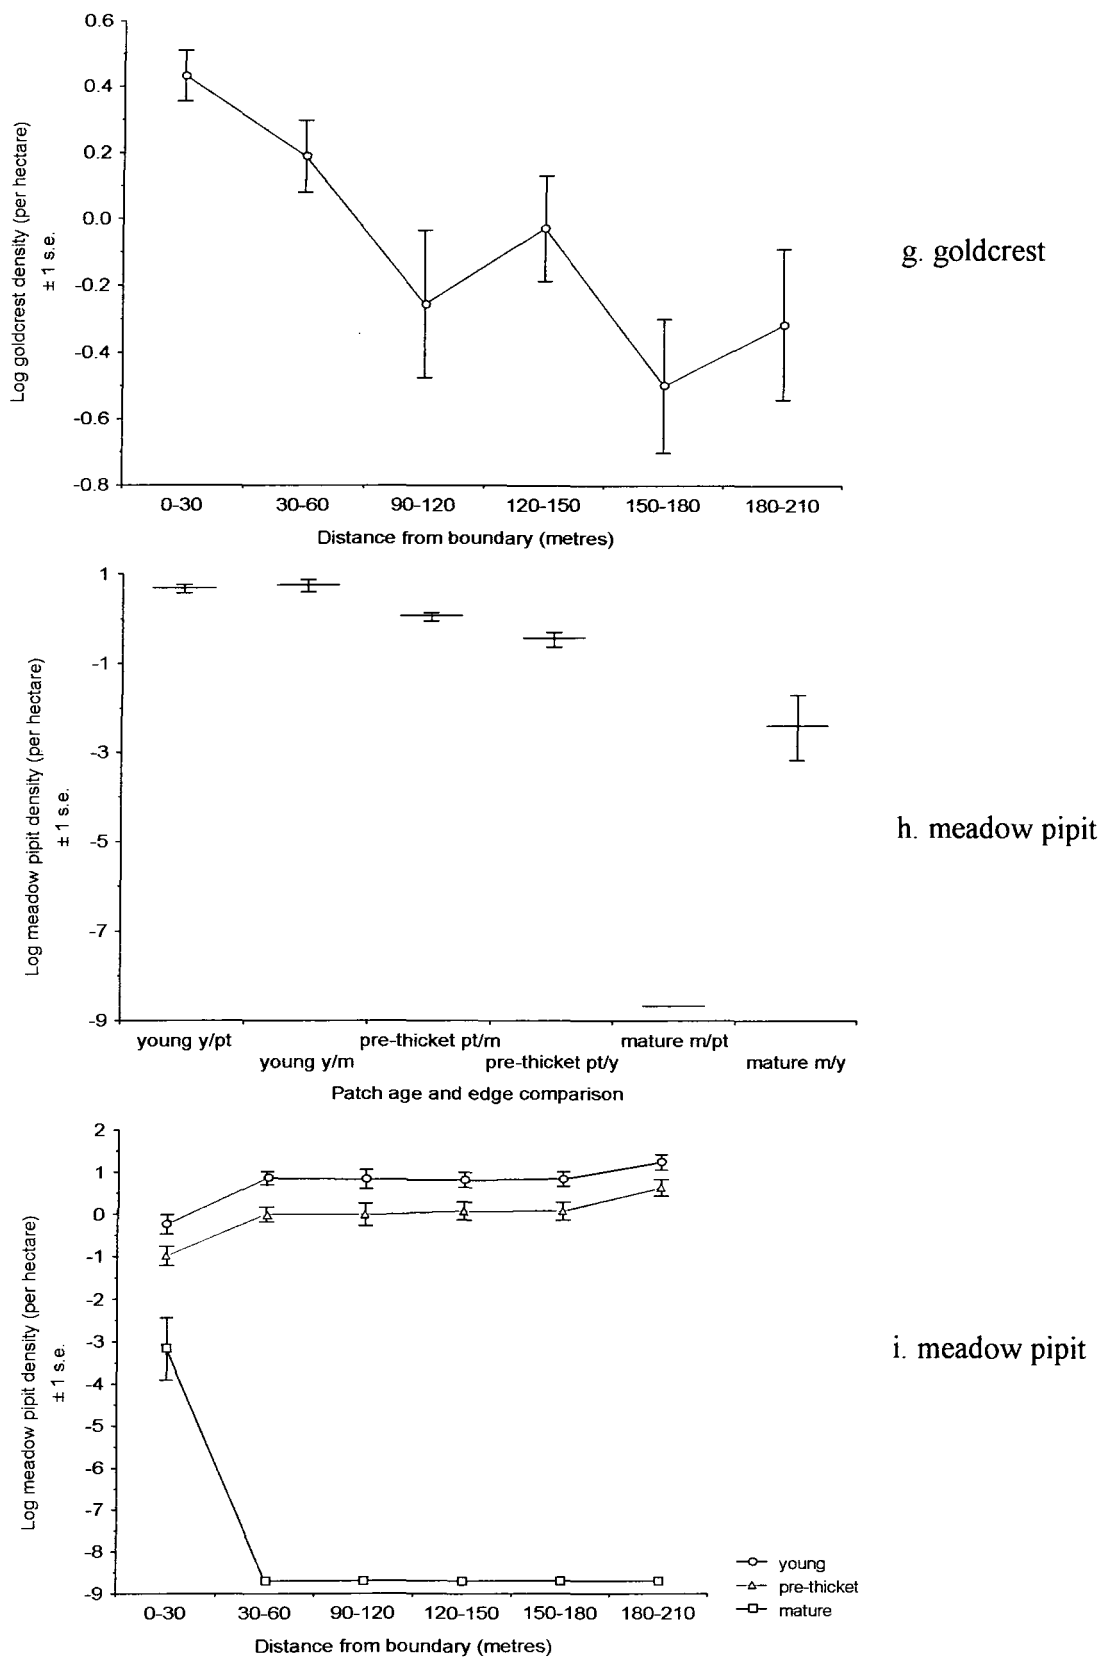 Log goldcrest density (per hectare)
± 1 s.e.
0.6
0.4
0.2
0.0
-0.2
-0.4
-0.6
-0.8
0-30 30-60 90-120 120-150 150-180 180-210
Distance from boundary (metres)
g. goldcrest
Log meadow pipit density (per hectare)
± 1 s.e.
1
-1
-3
-5
-7
-9
young y/pt pre-thicket pt/m mature m/pt
young y/m pre-thicket pt/y mature m/y
Patch age and edge comparison
h. meadow pipit
Log meadow pipit density (per hectare)
± 1 s.e.
2
1
0
-1
-2
-3
-4
-5
-6
-7
-8
-9
0-30 30-60 90-120 120-150 150-180 180-210
Distance from boundary (metres)
young
pre-thicket
mature
i. meadow pipit